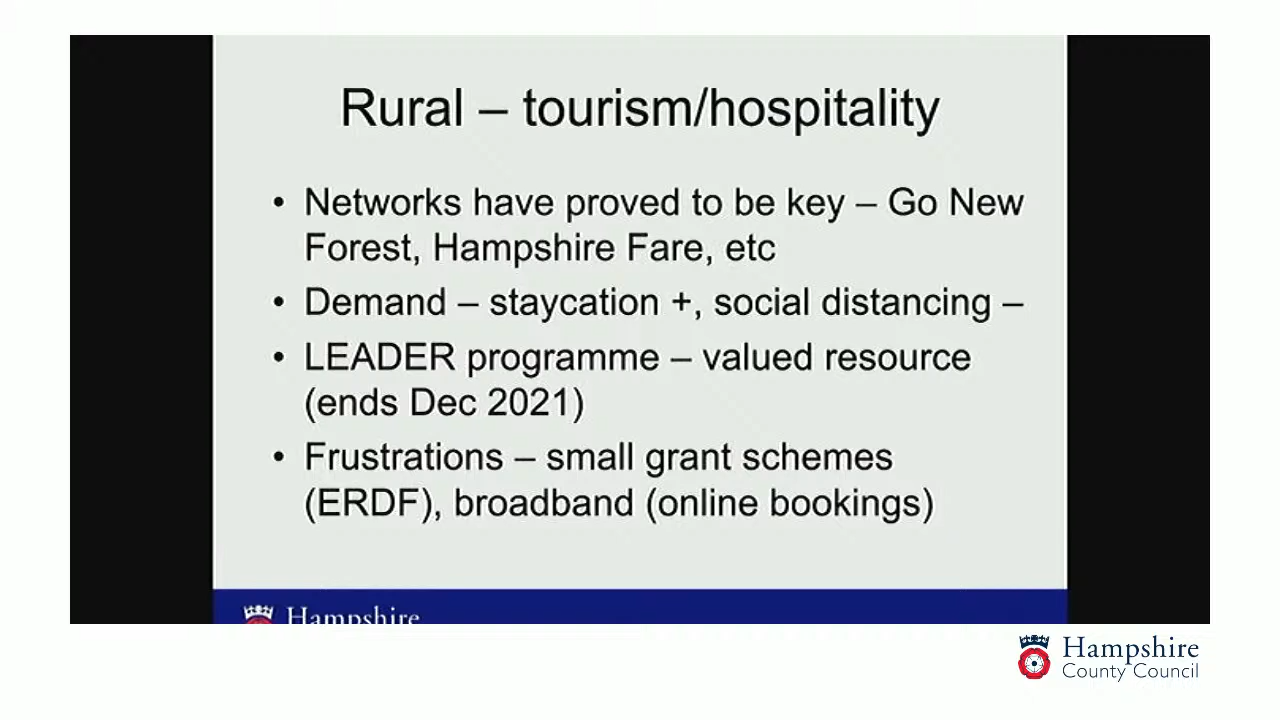 Rural – tourism/hospitality
• Networks have proved to be key – Go New
Forest, Hampshire Fare, etc
• Demand – staycation +, social distancing –
• LEADER programme – valued resource
(ends Dec 2021)
• Frustrations – small grant schemes
(ERDF), broadband (online bookings)
Hampshire
Hampshire
County Council